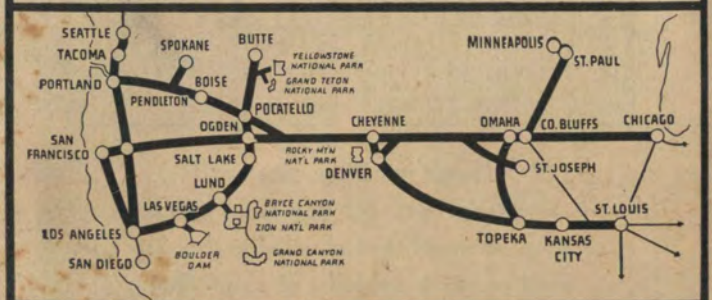 SEATTLE
TACOMA
PORTLAND
SPOKANE
PENDLETON
BOISE
BUTTE
YELLOWSTONE
NATIONAL PARK
GRAND TETON
NATIONAL PARK
POCATELLO
OGDEN
SALT LAKE
SAN
FRANCISCO
LUND
LAS VEGAS
LOS ANGELES
SAN DIEGO
BOULDER
DAM
BRYCE CANYON
NATIONAL PARK
ZION NAT'L PARK
GRAND CANYON
NATIONAL PARK
CHEYENNE
ROCKY MTN
NAT'L PARK
DENVER
MINNEAPOLIS
ST. PAUL
OMAHA
CO. BLUFFS
CHICAGO
ST. JOSEPH
TOPEKA
KANSAS
CITY
ST. LOUIS